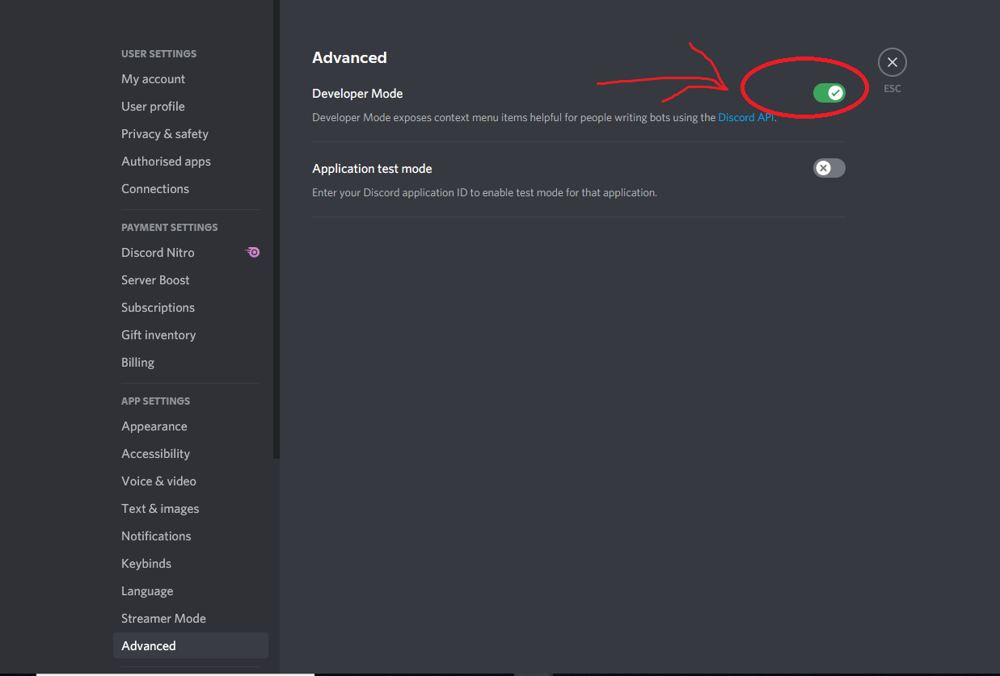 USER SETTINGS
My account
User profile
Privacy & safety
Authorised apps
Connections
PAYMENT SETTINGS
Discord Nitro
Server Boost
Subscriptions
Gift inventory
Billing
APP SETTINGS
Appearance
Accessibility
Voice & video
Text & images
Notifications
Keybinds
Language
Streamer Mode
Advanced
Advanced
Developer Mode
Developer Mode exposes context menu items helpful for people writing bots using the Discord API.
Application test mode
Enter your Discord application ID to enable test mode for that application.
ESC